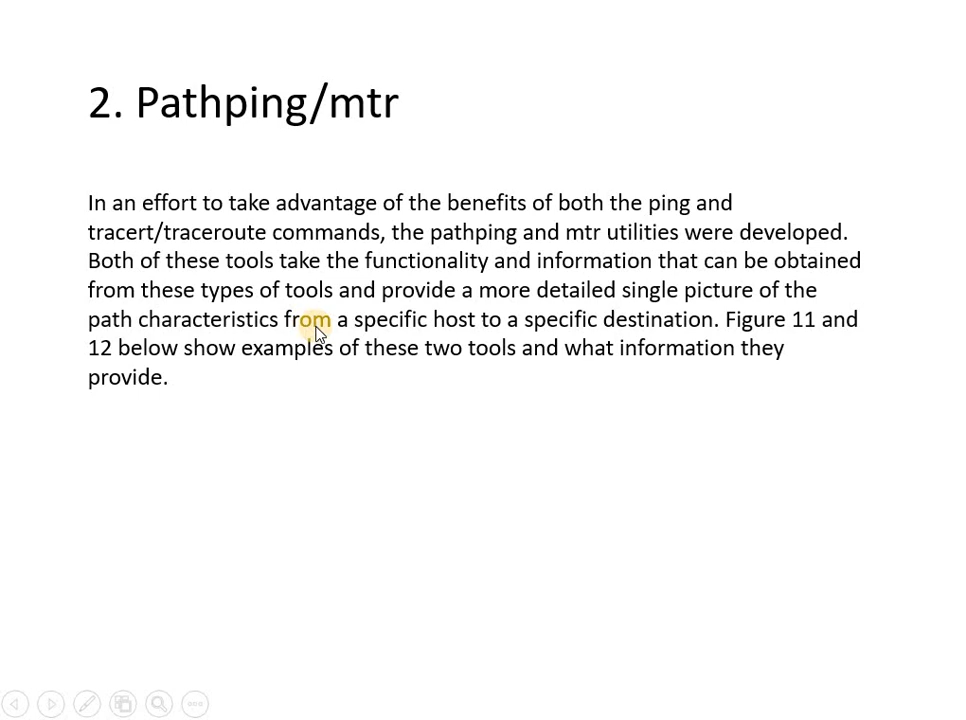 2. Pathping/mtr
In an effort to take advantage of the benefits of both the ping and
tracert/traceroute commands, the pathping and mtr utilities were developed.
Both of these tools take the functionality and information that can be obtained
from these types of tools and provide a more detailed single picture of the
path characteristics from a specific host to a specific destination. Figure 11 and
12 below show examples of these two tools and what information they
provide.